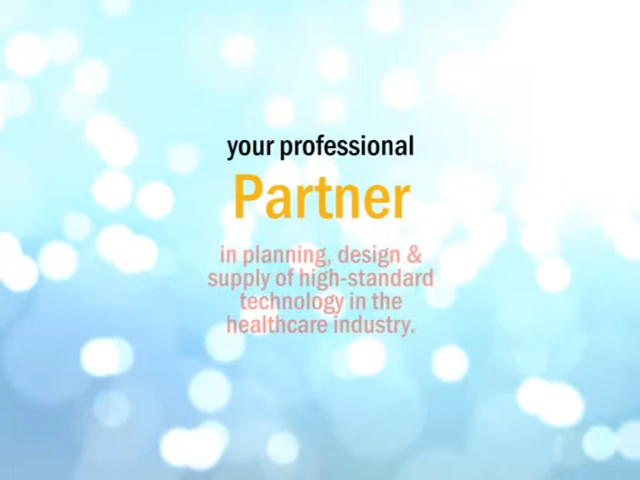 your professional
Partner
in planning, design &
supply of high-standard
technology in the
healthcare industry.